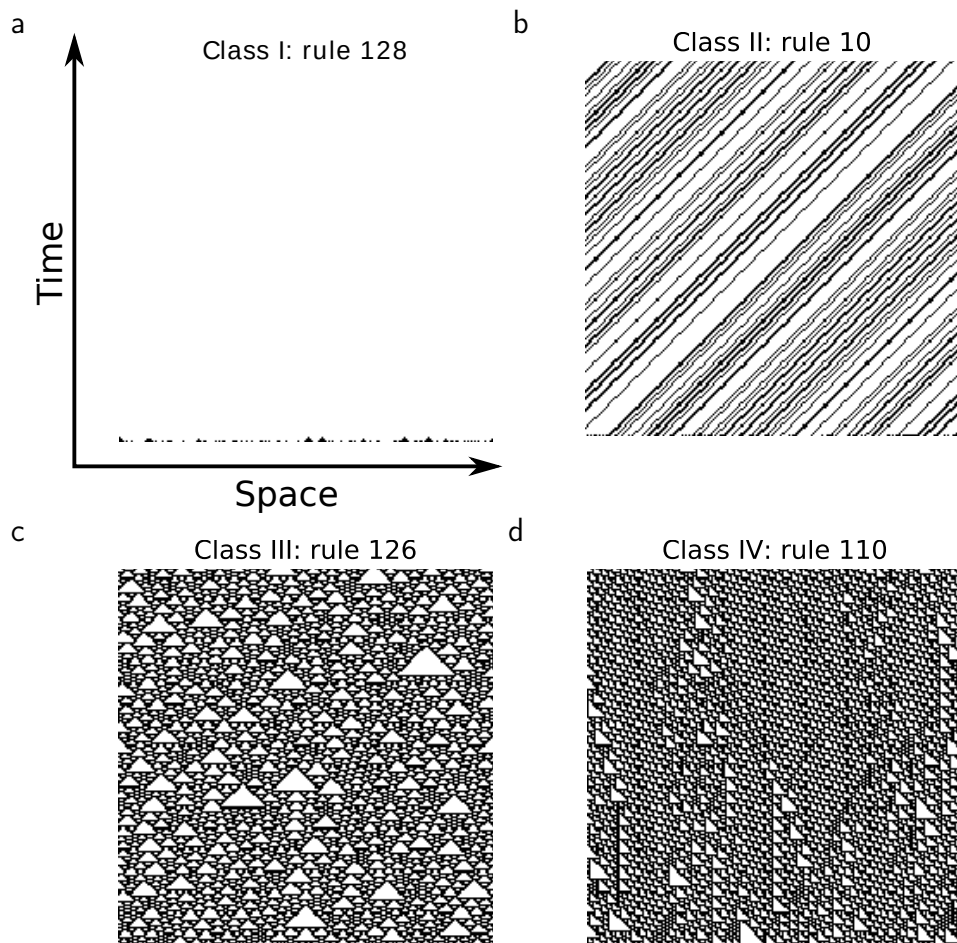 a
Class I: rule 128
b
Class II: rule 10
Time
Space
c
Class III: rule 126
d
Class IV: rule 110